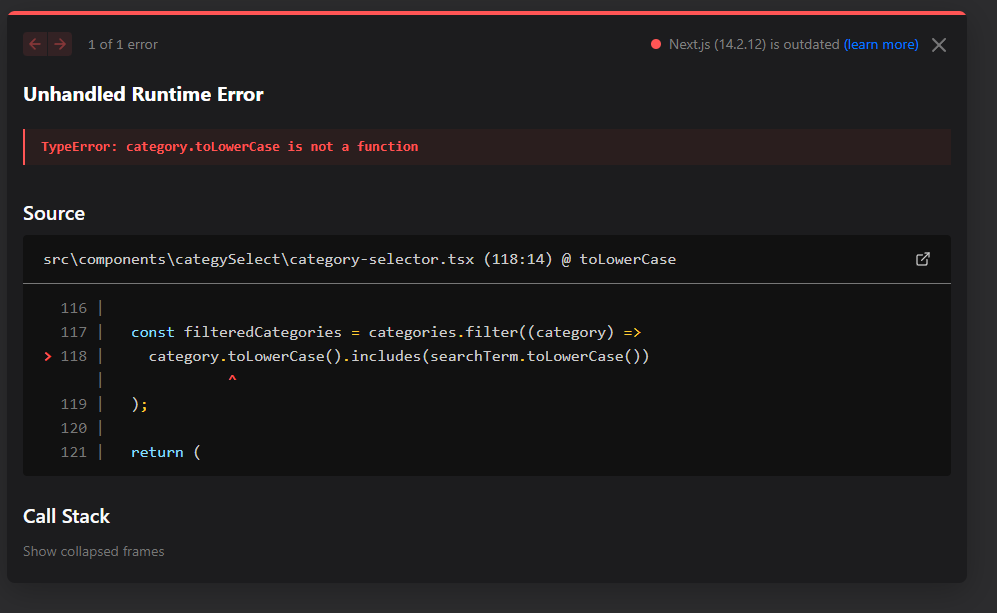 1 of 1 error
Next.js (14.2.12) is outdated (learn more)
Unhandled Runtime Error
TypeError: category.toLowerCase is not a function
Source
src\components\categySelect\category-selector.tsx (118:14) @ toLowerCase
116 |
117 | const filteredCategories = categories.filter((category) =>
> 118 | category.toLowerCase().includes(searchTerm.toLowerCase())
| ^
119 | );
120 |
121 | return (
Call Stack
Show collapsed frames